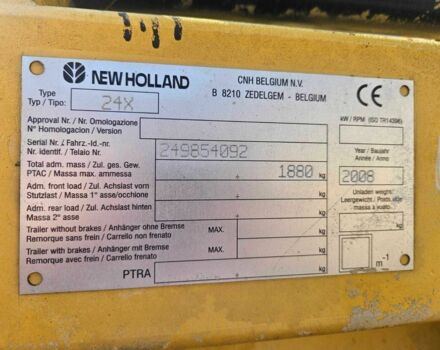 NEW HOLLAND
CNH BELGIUM N.V.
B 8210 ZEDELGEM - BELGIUM
CE
Type
Typ / Tipo:
24X
kW / RPM (ISO TR14396)
Approval Nr. / Nr. Omologazione
N° Homologacion / Version
Serial Nr. / Fahrz.-Id.-nr.
Nr. Identif. / Telaio Nr.
249854092
Year / Baujahr
Année / Anno
Total adm. mass / Zul. ges. Gew.
PTAC / Massa max. ammessa
1880 kg
2008
Adm. front load / Zul. Achslast vorn
Stutzlast / Massa 1° asse/occhione
kg
Unladen weight/
Leergewicht / Poids vide
massa a vuoto
Adm. rear load / Zul. Achslast hinten
Massa 2° asse
kg
kg
Trailer without brakes / Anhänger ohne Bremse
Remorque sans frein / Carrello non frenato
MAX.
kg
Trailer with brakes / Anhänger mit Bremse
Remorque avec frein / Carrello frenato
MAX.
kg
m-1
PTRA
kg